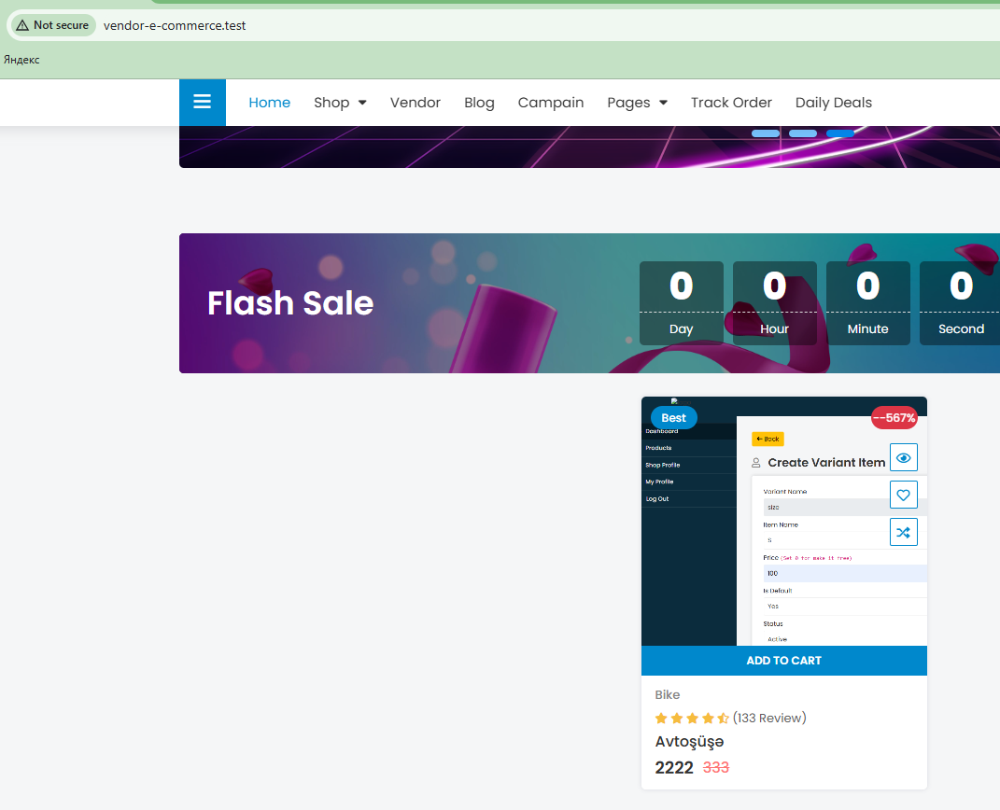 Not secure vendor-e-commerce.test
Яндекс
Home Shop Vendor Blog Campain Pages Track Order Daily Deals
Flash Sale
0 0 0 0
Day Hour Minute Second
Best --567%
Dashboard
Products
Shop Profile
My Profile
Log Out
Back
Create Variant Item
Variant Name
size
Item Name
S
Price (Set 0 for make it free)
100
Is Default
Yes
Status
Active
ADD TO CART
Bike
(133 Review)
Avtoşüşə
2222 333